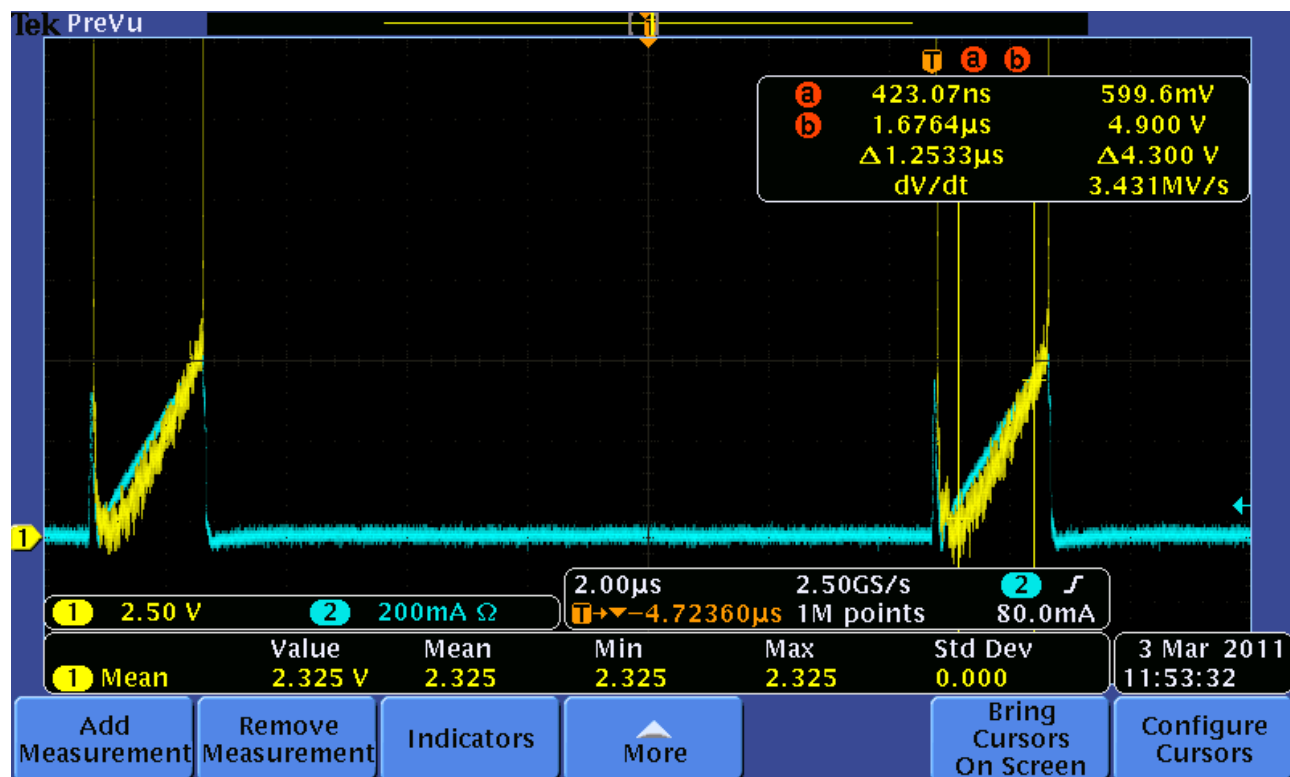 Tek PreVu
T a b
a 423.07ns 599.6mV
b 1.6764μs 4.900 V
Δ1.2533μs Δ4.300 V
dV/dt 3.431MV/s
1
1 2.50 V 2 200mA Ω
2.00μs 2.50GS/s 2
T→▼−4.72360μs 1M points 80.0mA
Value Mean Min Max Std Dev
1 Mean 2.325 V 2.325 2.325 2.325 0.000
3 Mar 2011
11:53:32
Add
Measurement
Remove
Measurement
Indicators
More
Bring
Cursors
On Screen
Configure
Cursors